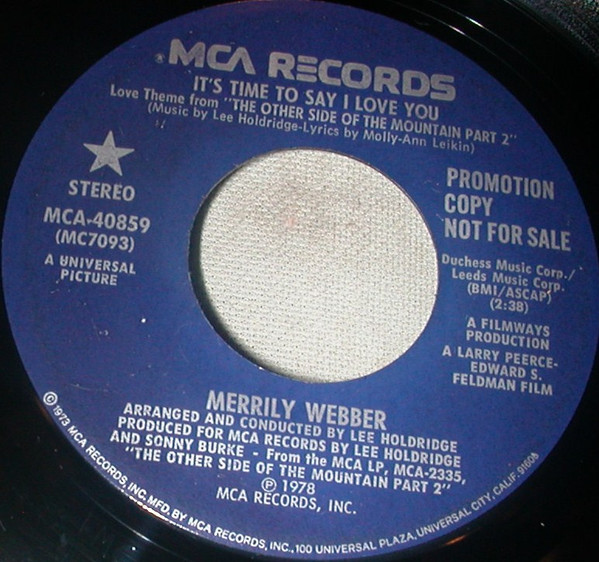 ® MCA RECORDS
IT'S TIME TO SAY I LOVE YOU
Love Theme from "THE OTHER SIDE OF THE MOUNTAIN PART 2"
(Music by Lee Holdridge-Lyrics by Molly-Ann Leikin)
STEREO
MCA-40859
(MC7093)
A UNIVERSAL
PICTURE
PROMOTION
COPY
NOT FOR SALE
Duchess Music Corp./
Leeds Music Corp.
(BMI/ASCAP)
(2:38)
A FILMWAYS
PRODUCTION
A LARRY PEERCE-
EDWARD S.
FELDMAN FILM
MERRILY WEBBER
ARRANGED AND CONDUCTED BY LEE HOLDRIDGE
PRODUCED FOR MCA RECORDS BY LEE HOLDRIDGE
AND SONNY BURKE - From the MCA LP, MCA-2335,
"THE OTHER SIDE OF THE MOUNTAIN PART 2"
℗ 1978
MCA RECORDS, INC.
© 1973 MCA RECORDS, INC. MFD. BY MCA RECORDS, INC., 100 UNIVERSAL PLAZA, UNIVERSAL CITY, CALIF. 91608